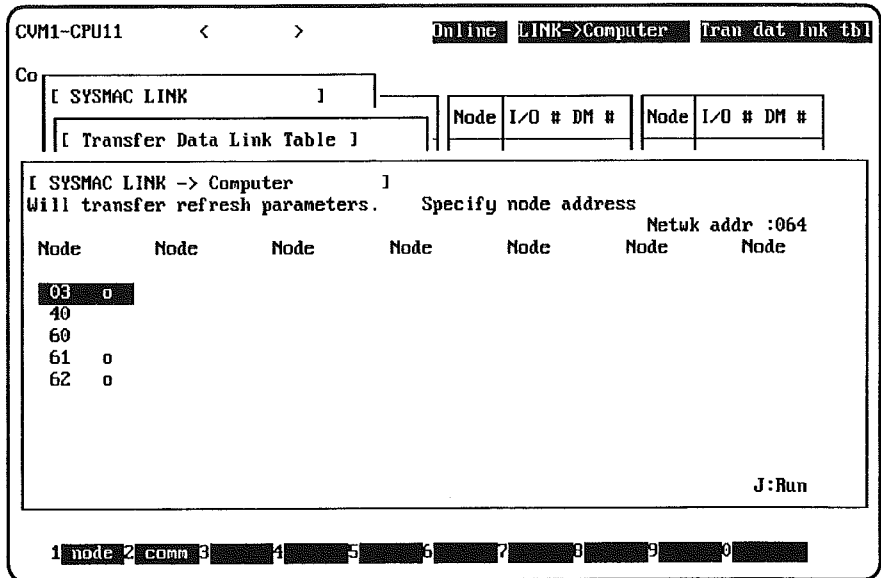 CVM1-CPU11 < > Online LINK->Computer Tran dat lnk tbl
Co
[ SYSMAC LINK ]
Node I/O # DM # Node I/O # DM #
[ Transfer Data Link Table ]
[ SYSMAC LINK -> Computer ]
Will transfer refresh parameters. Specify node address
Netwk addr :064
Node Node Node Node Node Node Node
03 o
40
60
61 o
62 o
J:Run
1 node 2 comm 3 4 5 6 7 8 9 0